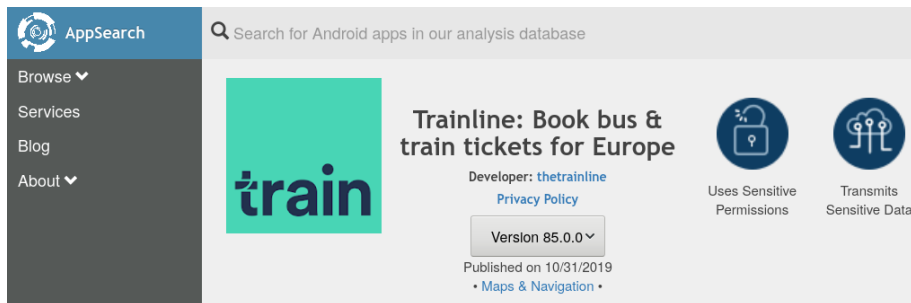 AppSearch
Search for Android apps in our analysis database
Browse
Services
Blog
About
train
Trainline: Book bus &
train tickets for Europe
Developer: thetrainline
Privacy Policy
Version 85.0.0
Published on 10/31/2019
• Maps & Navigation •
Uses Sensitive
Permissions
Transmits
Sensitive Data